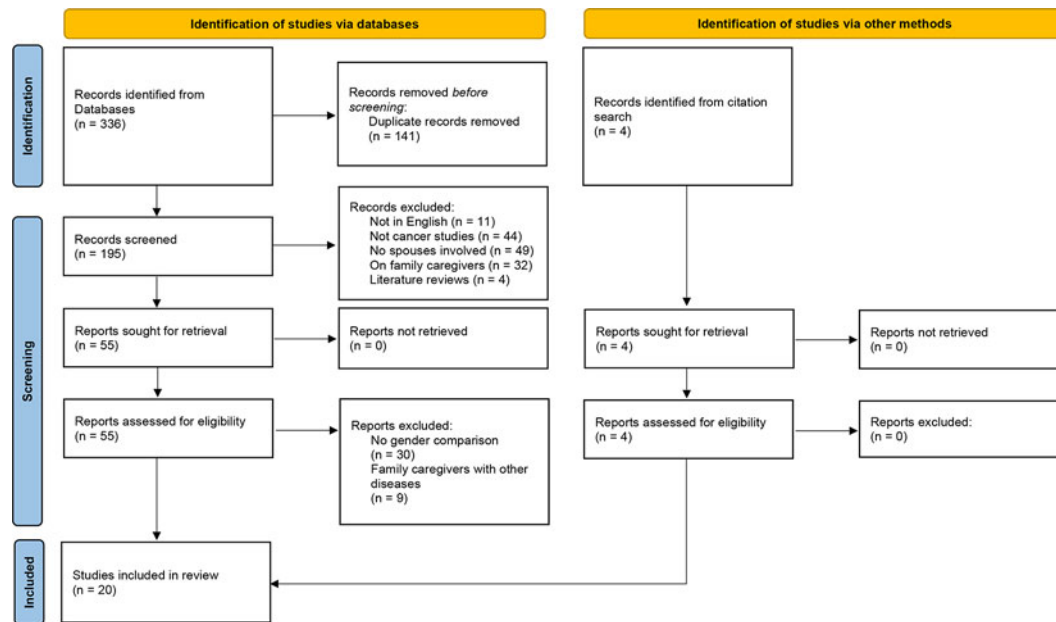 Identification of studies via databases
Identification of studies via other methods
Identification
Records identified from
Databases
(n = 336)
Records removed before
screening:
Duplicate records removed
(n = 141)
Records identified from citation
search
(n = 4)
Screening
Records screened
(n = 195)
Records excluded:
Not in English (n = 11)
Not cancer studies (n = 44)
No spouses involved (n = 49)
On family caregivers (n = 32)
Literature reviews (n = 4)
Reports sought for retrieval
(n = 55)
Reports not retrieved
(n = 0)
Reports sought for retrieval
(n = 4)
Reports not retrieved
(n = 0)
Reports assessed for eligibility
(n = 55)
Reports excluded:
No gender comparison
(n = 30)
Family caregivers with other
diseases
(n = 9)
Reports assessed for eligibility
(n = 4)
Reports excluded:
(n = 0)
Included
Studies included in review
(n = 20)